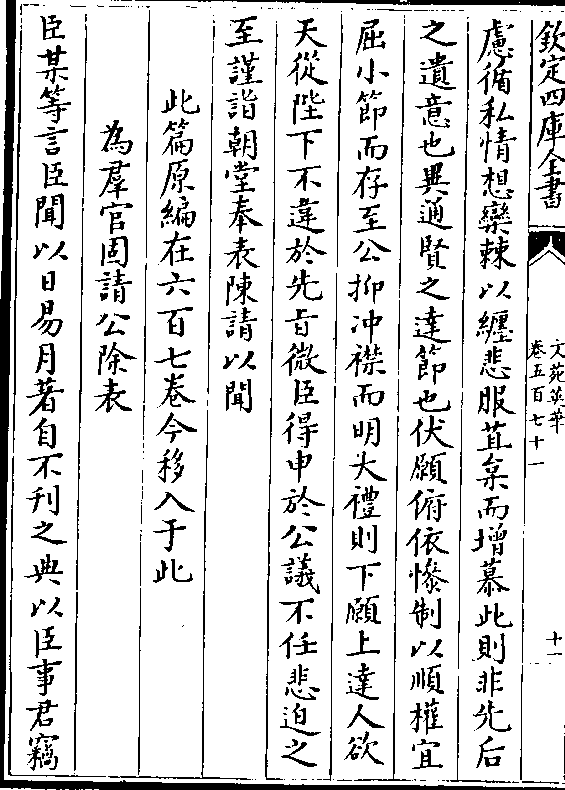 欽定四庫全書
文苑英華
卷五百七十一
十一
慮循私情想欒棘以纏悲服苴枲而增慕此則非先后
之遺意也異通賢之達節也伏願俯依慘制以順權宜
屈小節而存至公抑冲襟而明大禮則下願上達人欲
天從陛下不違於先旨微臣得申於公議不任悲迫之
至謹詣朝堂奉表陳請以聞
此篇原編在六百七卷今移入于此
為羣官固請公除表
臣某等言臣聞以日易月著自不刊之典以臣事君竊